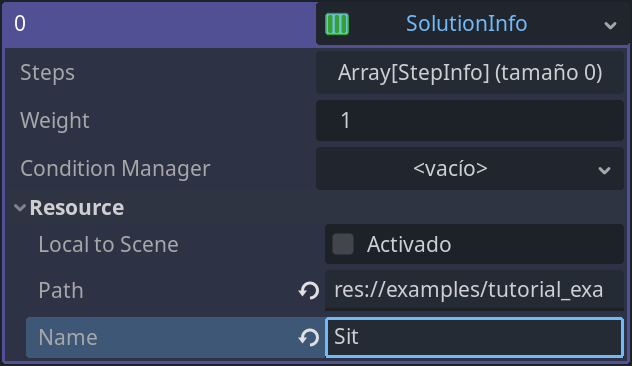 0 SolutionInfo
Steps Array[StepInfo] (tamaño 0)
Weight 1
Condition Manager <vacío>
Resource
Local to Scene Activado
Path res://examples/tutorial_exa
Name Sit